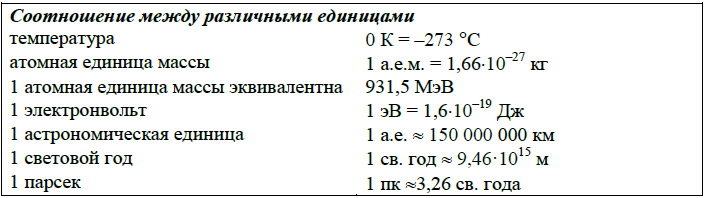 Соотношение между различными единицами
температура 0 К = –273 °С
атомная единица массы 1 а.е.м. = 1,66⋅10⁻²⁷ кг
1 атомная единица массы эквивалентна 931,5 МэВ
1 электронвольт 1 эВ = 1,6⋅10⁻¹⁹ Дж
1 астрономическая единица 1 а.е. ≈ 150 000 000 км
1 световой год 1 св. год ≈ 9,46·10¹⁵ м
1 парсек 1 пк ≈3,26 св. года